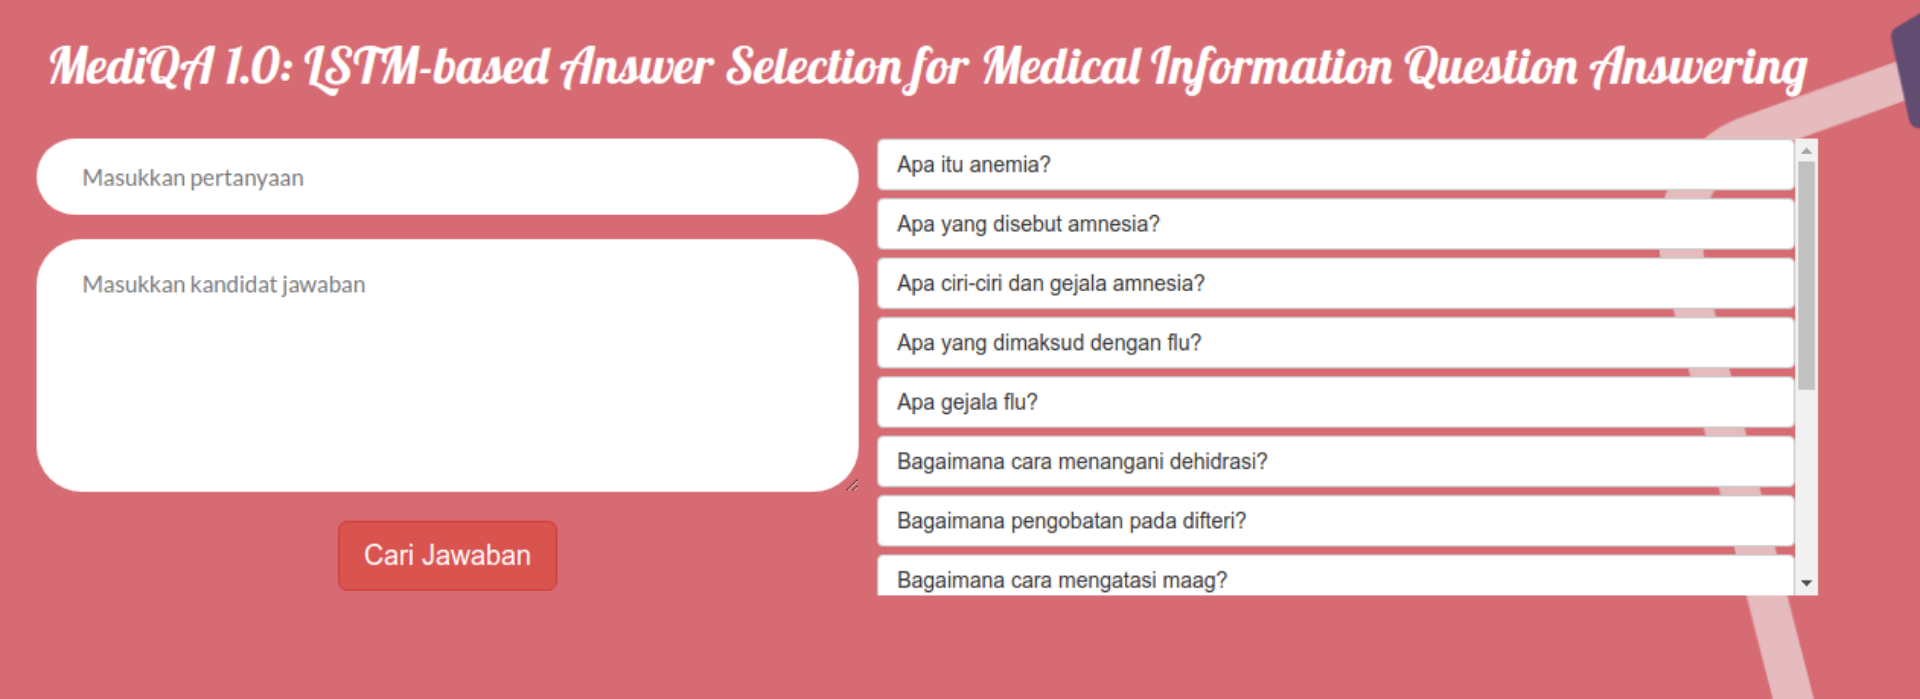 MediQA 1.0: LSTM-based Answer Selection for Medical Information Question Answering
Masukkan pertanyaan
Masukkan kandidat jawaban
Cari Jawaban
Apa itu anemia?
Apa yang disebut amnesia?
Apa ciri-ciri dan gejala amnesia?
Apa yang dimaksud dengan flu?
Apa gejala flu?
Bagaimana cara menangani dehidrasi?
Bagaimana pengobatan pada difteri?
Bagaimana cara mengatasi maag?